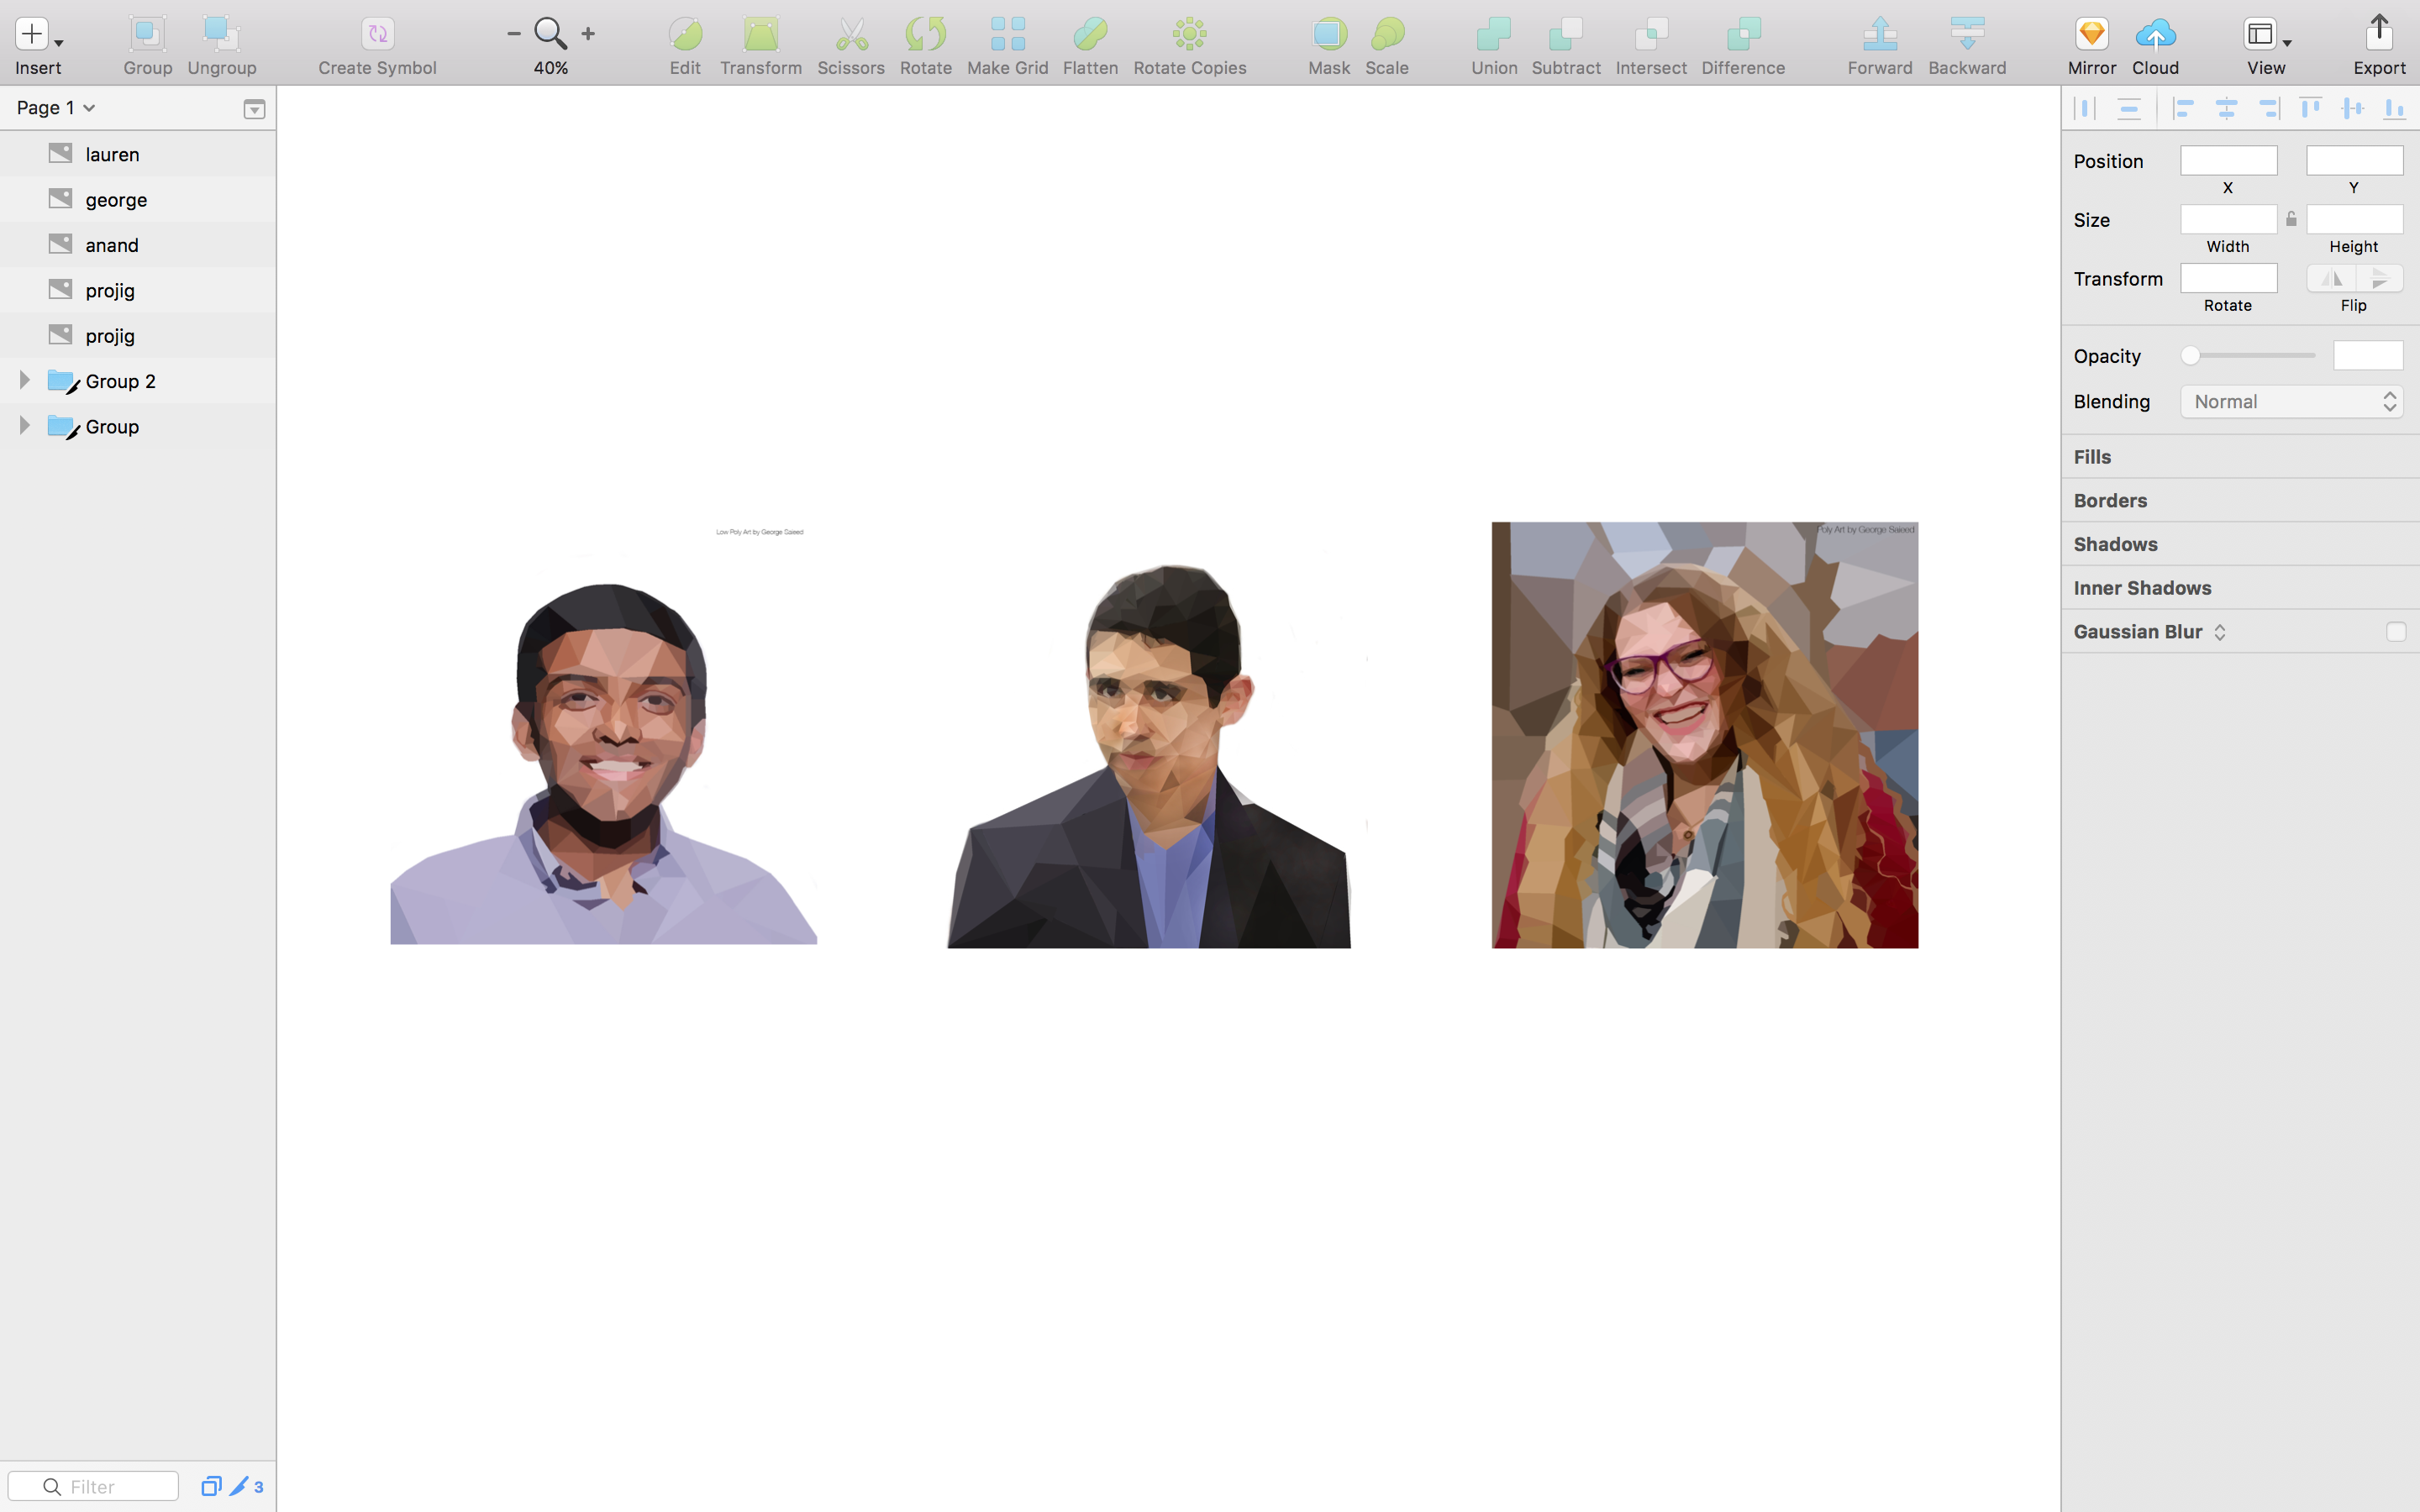 Insert
Group
Ungroup
Create Symbol
40%
Edit
Transform
Scissors
Rotate
Make Grid
Flatten
Rotate Copies
Mask
Scale
Union
Subtract
Intersect
Difference
Forward
Backward
Mirror
Cloud
View
Export
Page 1
lauren
george
anand
projig
projig
Group 2
Group
Filter
3
Low Poly Art by George Saieed
Poly Art by George Saieed
Position
X
Y
Size
Width
Height
Transform
Rotate
Flip
Opacity
Blending
Normal
Fills
Borders
Shadows
Inner Shadows
Gaussian Blur